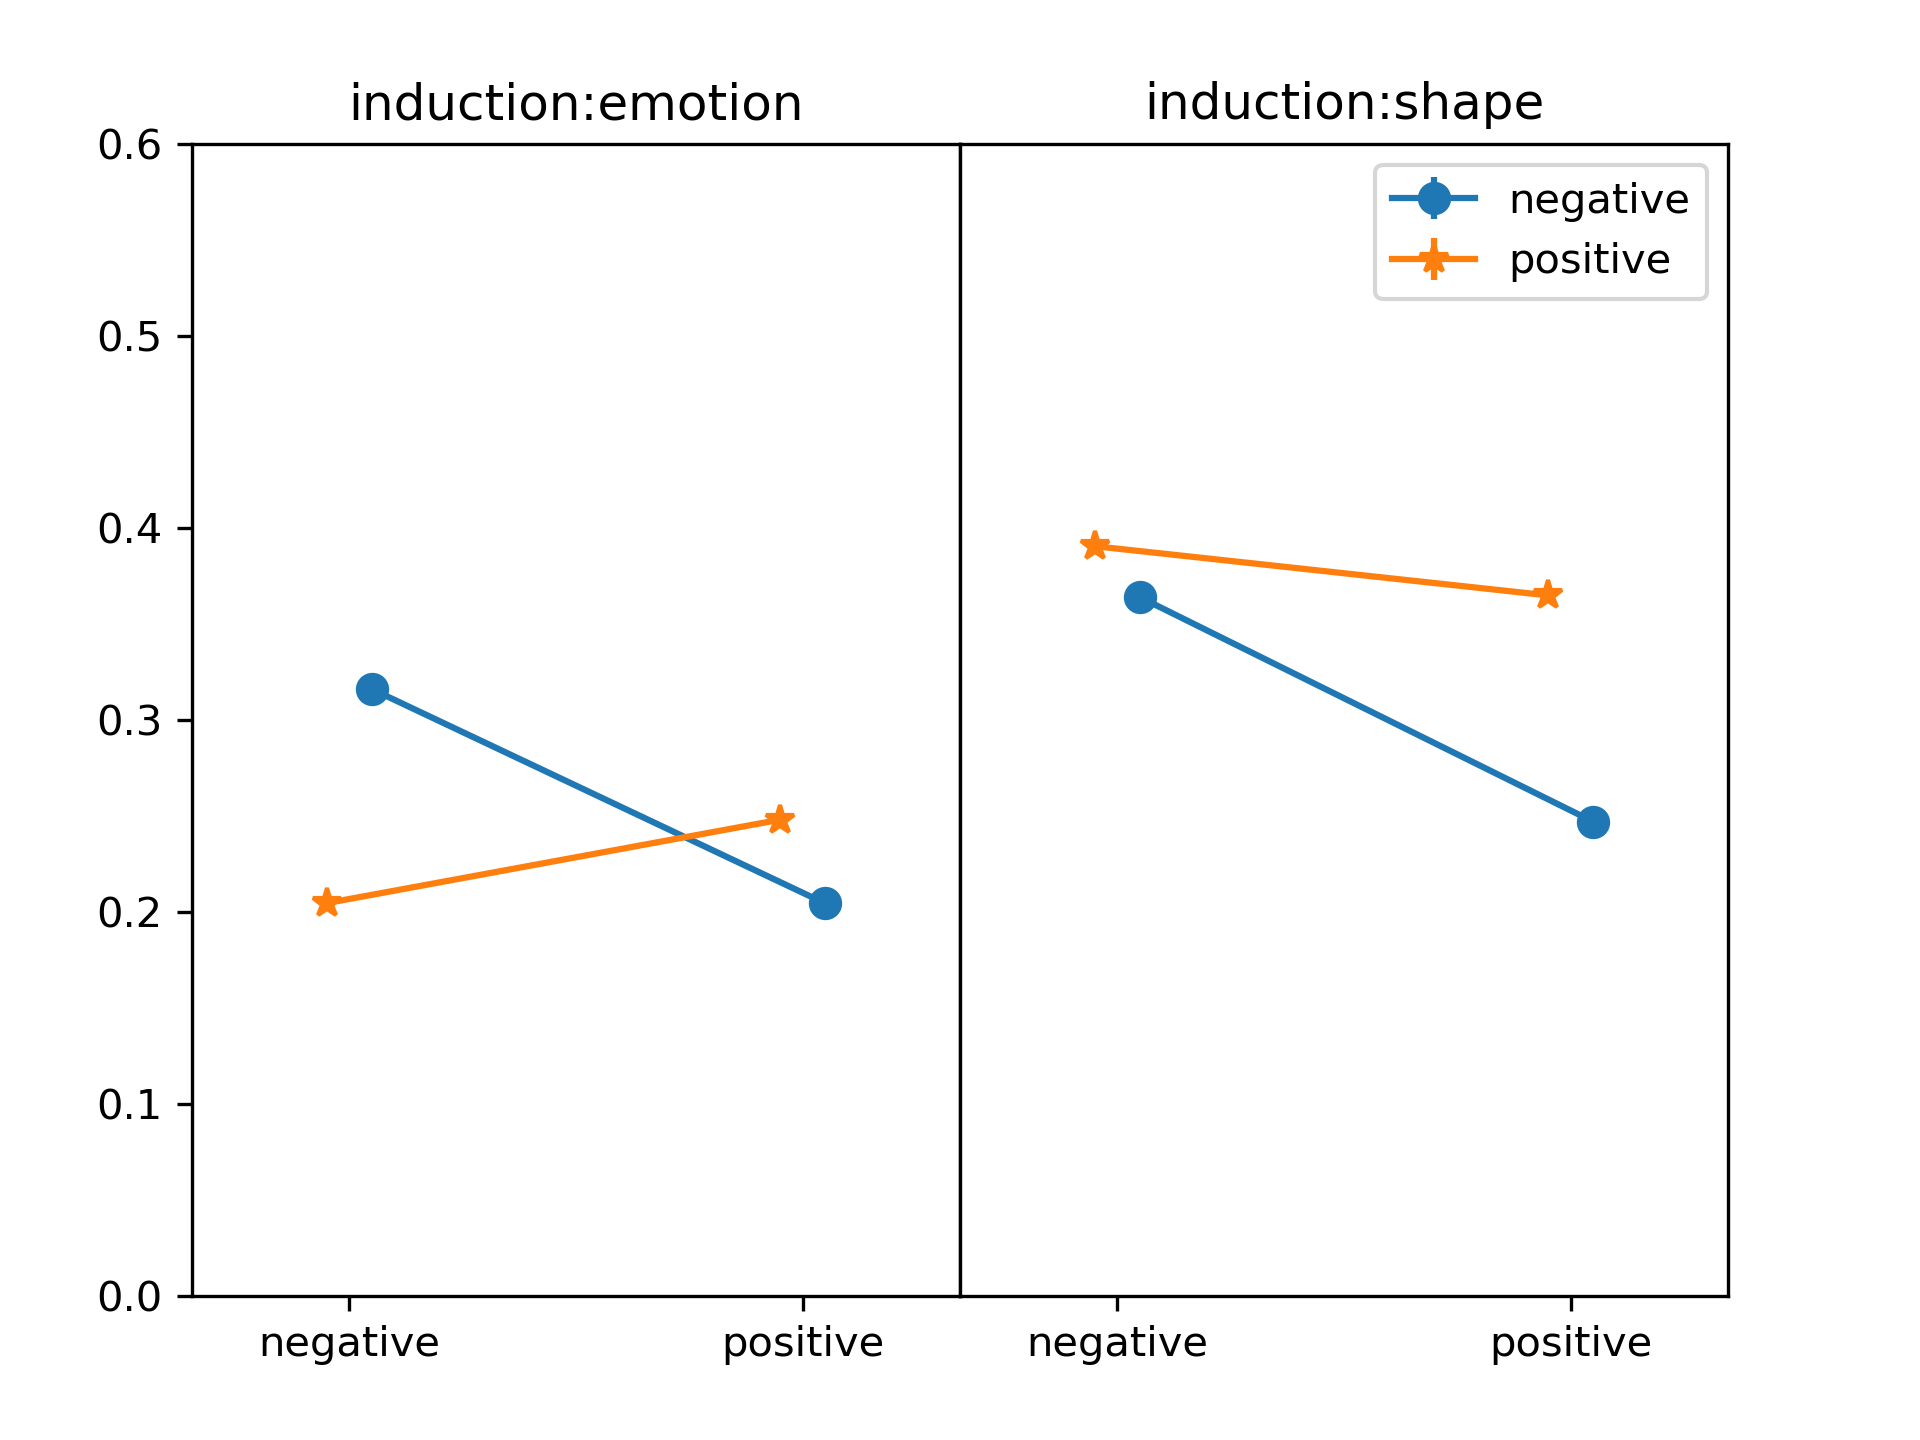 induction:emotion
induction:shape
0.6
0.5
0.4
0.3
0.2
0.1
0.0
negative
positive
negative
positive
negative
positive